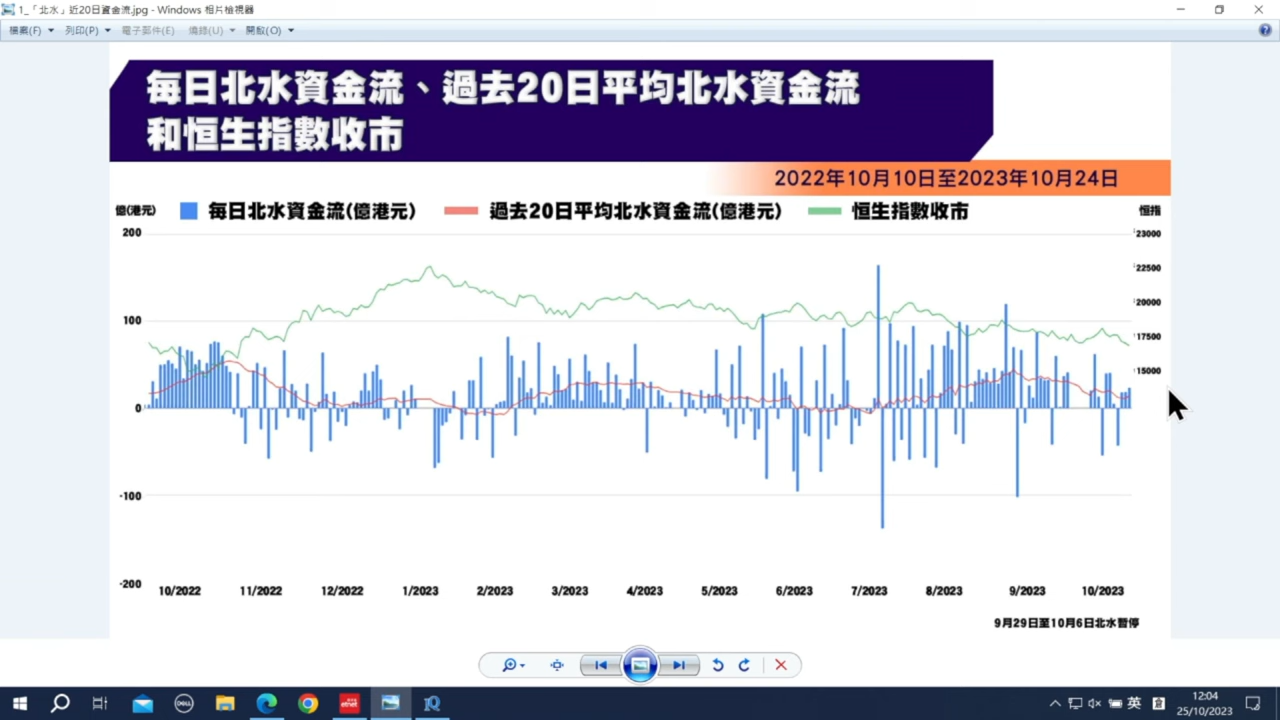 1_「北水」近20日資金流.jpg - Windows 相片檢視器
檔案(F) 列印(P) 電子郵件(E) 燒錄(U) 開啟(O)
每日北水資金流、過去20日平均北水資金流
和恒生指數收市
2022年10月10日至2023年10月24日
億(港元) 每日北水資金流(億港元) 過去20日平均北水資金流(億港元) 恒生指數收市 恒指
200 23000
22500
20000
100 17500
15000
0
-100
-200
10/2022 11/2022 12/2022 1/2023 2/2023 3/2023 4/2023 5/2023 6/2023 7/2023 8/2023 9/2023 10/2023
9月29日至10月6日北水暫停
DELL etnet IQ 英 倉 12:04
25/10/2023